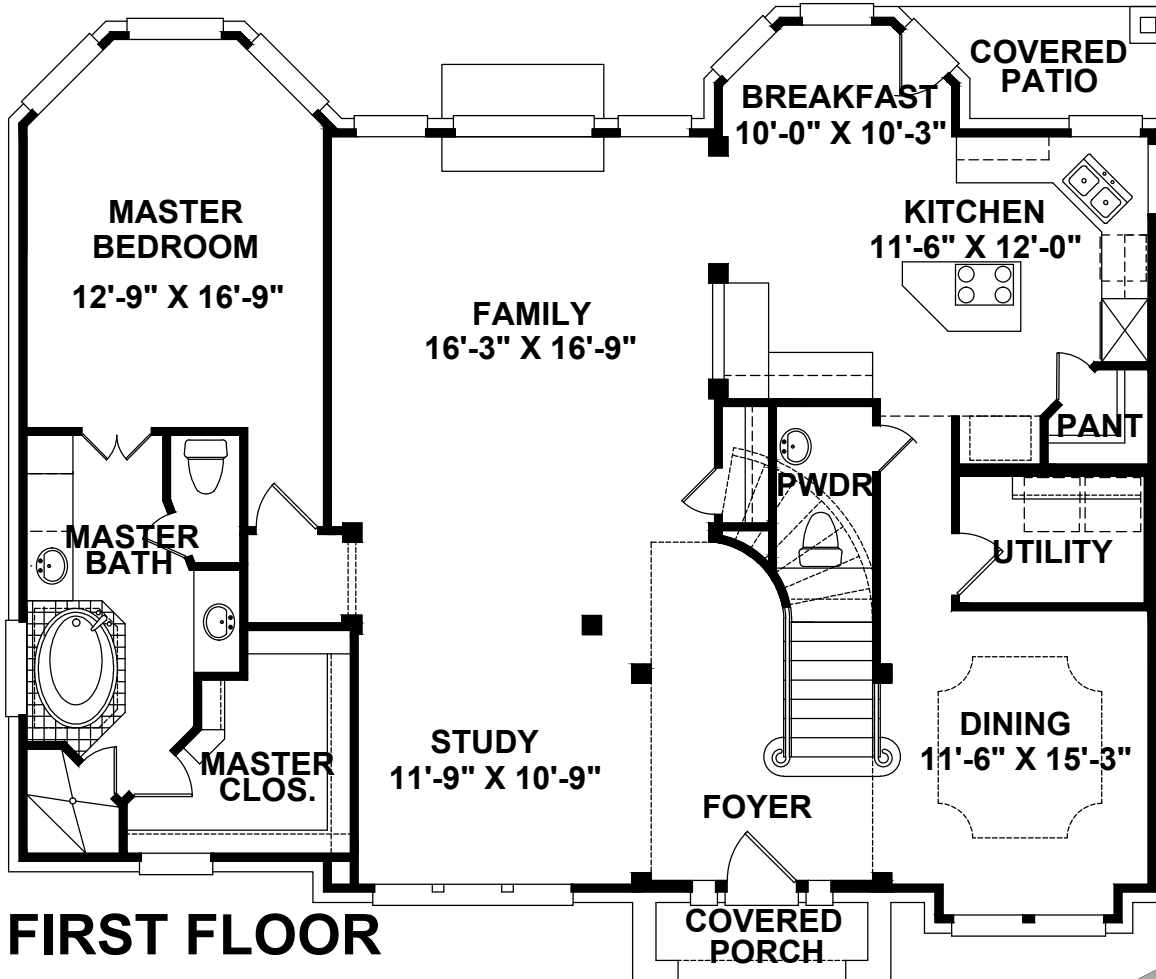 COVERED
PATIO
BREAKFAST
10'-0" X 10'-3"
MASTER
BEDROOM
12'-9" X 16'-9"
KITCHEN
11'-6" X 12'-0"
FAMILY
16'-3" X 16'-9"
PANT
PWDR
MASTER
BATH
UTILITY
STUDY
11'-9" X 10'-9"
DINING
11'-6" X 15'-3"
MASTER
CLOS.
FOYER
COVERED
PORCH
FIRST FLOOR